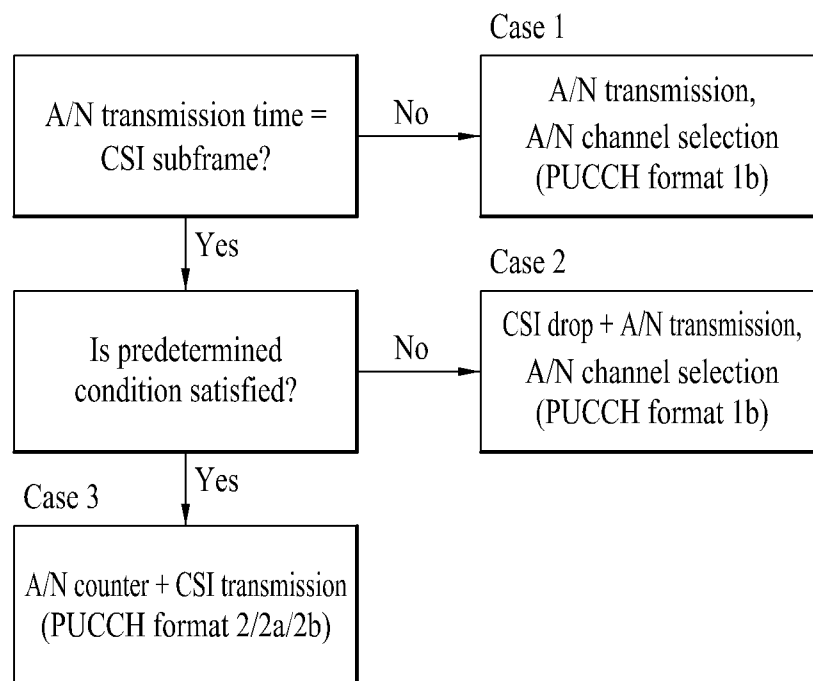 Case 1
A/N transmission time =
CSI subframe?
No
A/N transmission,
A/N channel selection
(PUCCH format 1b)
Yes
Case 2
Is predetermined
condition satisfied?
No
CSI drop + A/N transmission,
A/N channel selection
(PUCCH format 1b)
Yes
Case 3
A/N counter + CSI transmission
(PUCCH format 2/2a/2b)